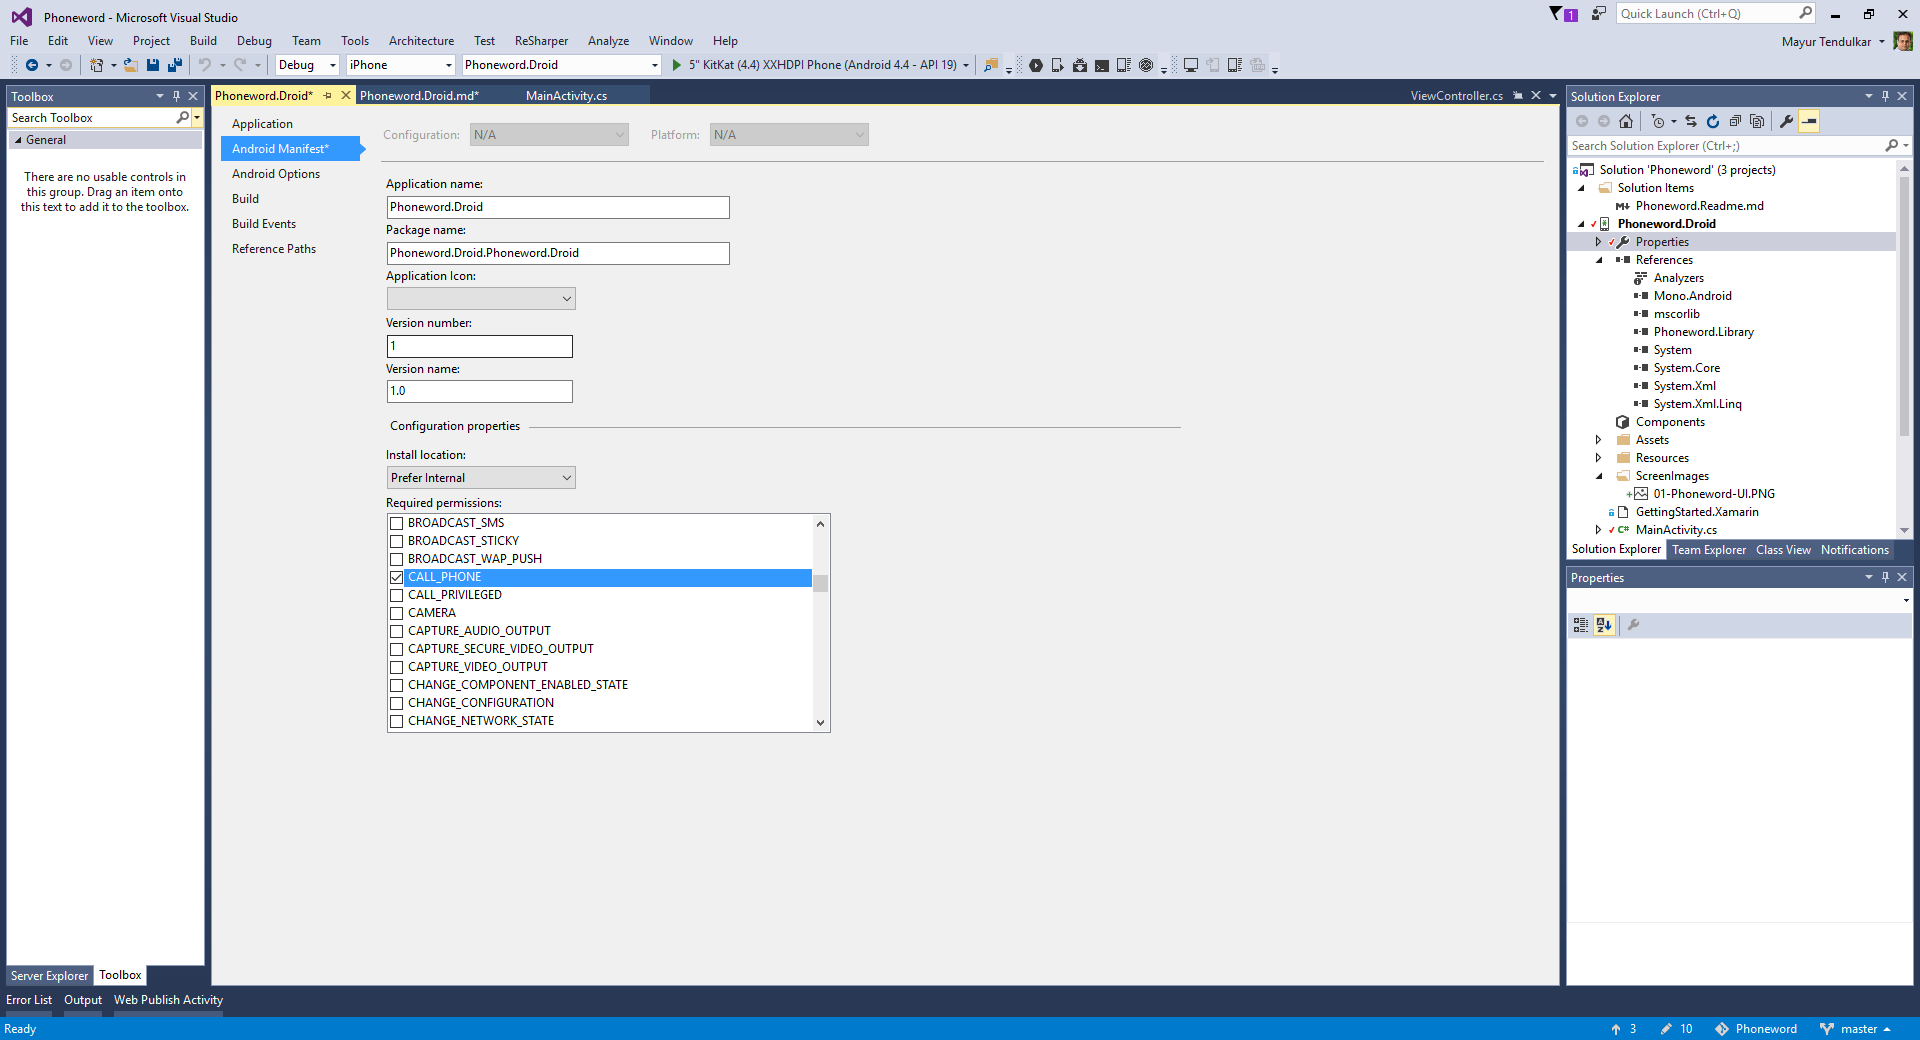 Phoneword - Microsoft Visual Studio
1
Quick Launch (Ctrl+Q)
File Edit View Project Build Debug Team Tools Architecture Test ReSharper Analyze Window Help
Mayur Tendulkar
Debug
iPhone
Phoneword.Droid
5" KitKat (4.4) XXHDPI Phone (Android 4.4 - API 19)
Toolbox
Search Toolbox
General
There are no usable controls in
this group. Drag an item onto
this text to add it to the toolbox.
Server Explorer
Toolbox
Phoneword.Droid*
Phoneword.Droid.md*
MainActivity.cs
ViewController.cs
Application
Android Manifest*
Android Options
Build
Build Events
Reference Paths
Configuration: N/A
Platform: N/A
Application name:
Phoneword.Droid
Package name:
Phoneword.Droid.Phoneword.Droid
Application Icon:
Version number:
1
Version name:
1.0
Configuration properties
Install location:
Prefer Internal
Required permissions:
BROADCAST_SMS
BROADCAST_STICKY
BROADCAST_WAP_PUSH
CALL_PHONE
CALL_PRIVILEGED
CAMERA
CAPTURE_AUDIO_OUTPUT
CAPTURE_SECURE_VIDEO_OUTPUT
CAPTURE_VIDEO_OUTPUT
CHANGE_COMPONENT_ENABLED_STATE
CHANGE_CONFIGURATION
CHANGE_NETWORK_STATE
Solution Explorer
Search Solution Explorer (Ctrl+;)
Solution 'Phoneword' (3 projects)
Solution Items
M↓ Phoneword.Readme.md
Phoneword.Droid
Properties
References
Analyzers
Mono.Android
mscorlib
Phoneword.Library
System
System.Core
System.Xml
System.Xml.Linq
Components
Assets
Resources
ScreenImages
01-Phoneword-UI.PNG
GettingStarted.Xamarin
C# MainActivity.cs
Solution Explorer Team Explorer Class View Notifications
Properties
Error List Output Web Publish Activity
Ready
3 10 Phoneword master